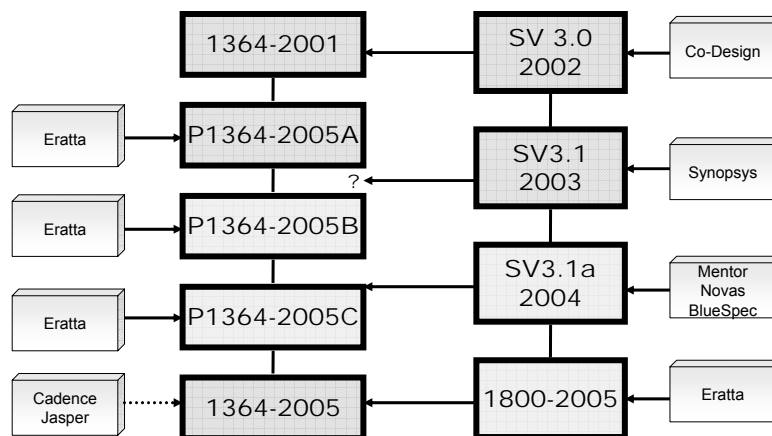 1364-2001
SV 3.0
2002
Co-Design
Eratta
P1364-2005A
SV3.1
2003
Synopsys
?
Eratta
P1364-2005B
SV3.1a
2004
Mentor
Novas
BlueSpec
Eratta
P1364-2005C
Cadence
Jasper
1364-2005
1800-2005
Eratta